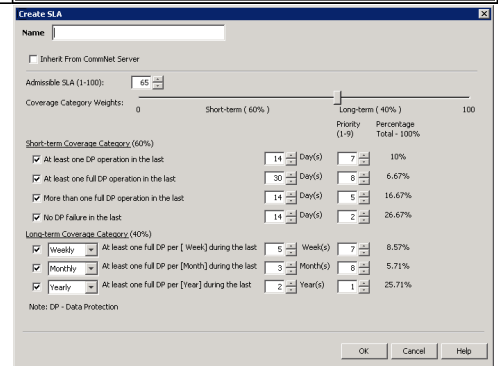 Create SLA
Name
Inherit From CommNet Server
Admissible SLA (1-100): 65
Coverage Category Weights:
0 Short-term ( 60% ) Long-term ( 40% ) 100
Priority (1-9) Percentage Total - 100%
Short-term Coverage Category (60%)
At least one DP operation in the last 14 Day(s) 7 10%
At least one full DP operation in the last 30 Day(s) 8 6.67%
More than one full DP operation in the last 14 Day(s) 5 16.67%
No DP failure in the last 14 Day(s) 2 26.67%
Long-term Coverage Category (40%)
Weekly At least one full DP per [ Week] during the last 5 Week(s) 7 8.57%
Monthly At least one full DP per [Month] during the last 3 Month(s) 8 5.71%
Yearly At least one full DP per [Year] during the last 2 Year(s) 1 25.71%
Note: DP - Data Protection
OK Cancel Help